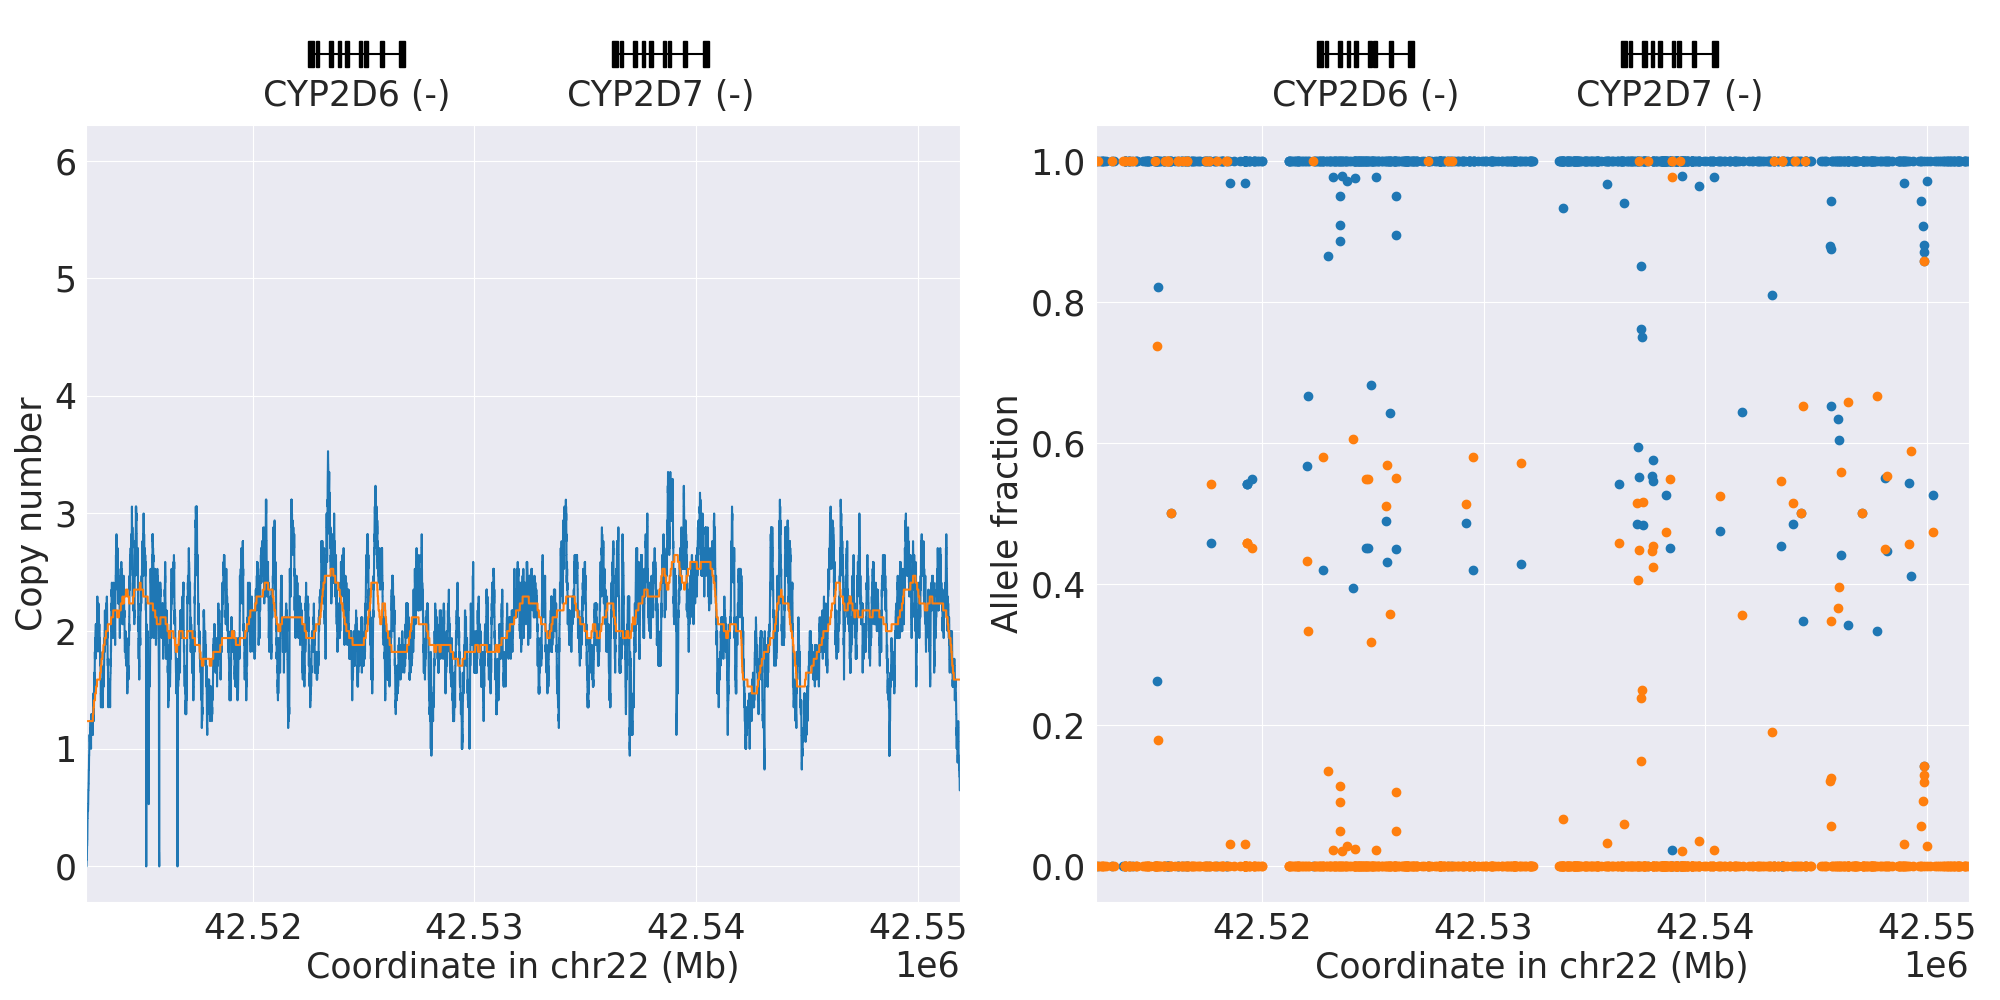 CYP2D6 (-) CYP2D7 (-)
6
5
4
3
2
1
0
Copy number
42.52 42.53 42.54 42.55
Coordinate in chr22 (Mb)
1e6
CYP2D6 (-) CYP2D7 (-)
1.0
0.8
0.6
0.4
0.2
0.0
Allele fraction
42.52 42.53 42.54 42.55
Coordinate in chr22 (Mb)
1e6